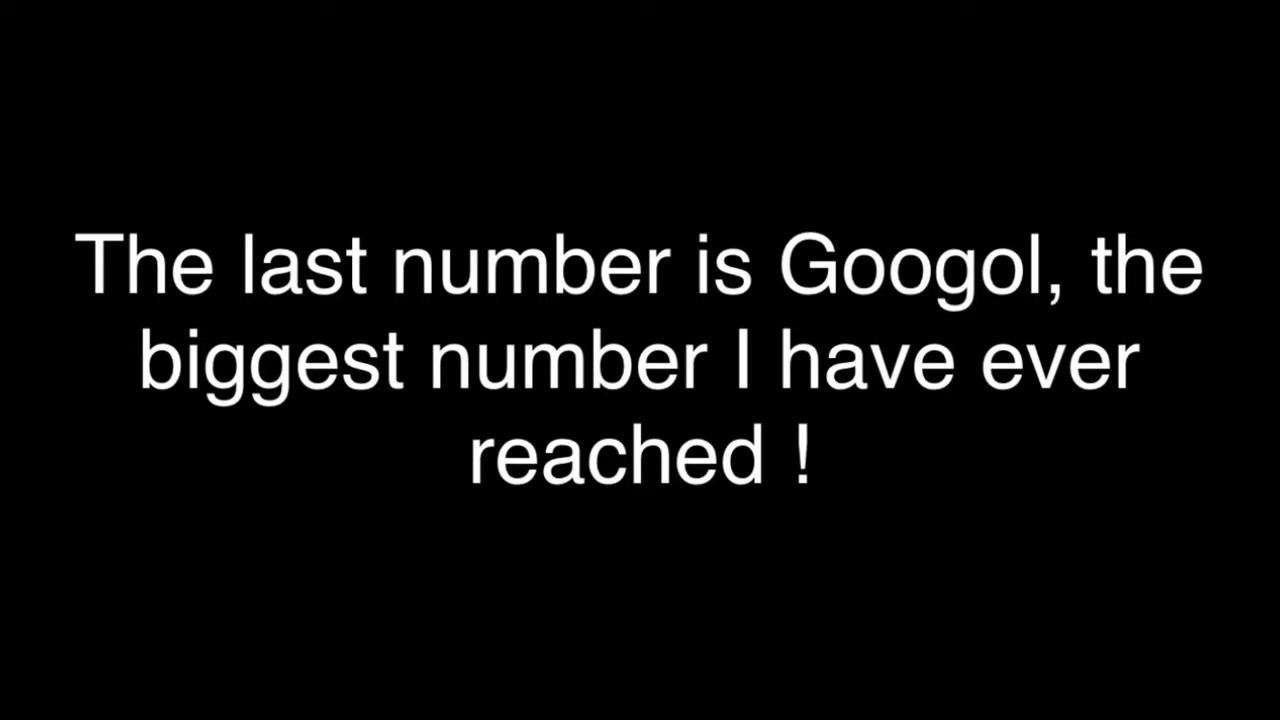 The last number is Googol, the
biggest number I have ever
reached !